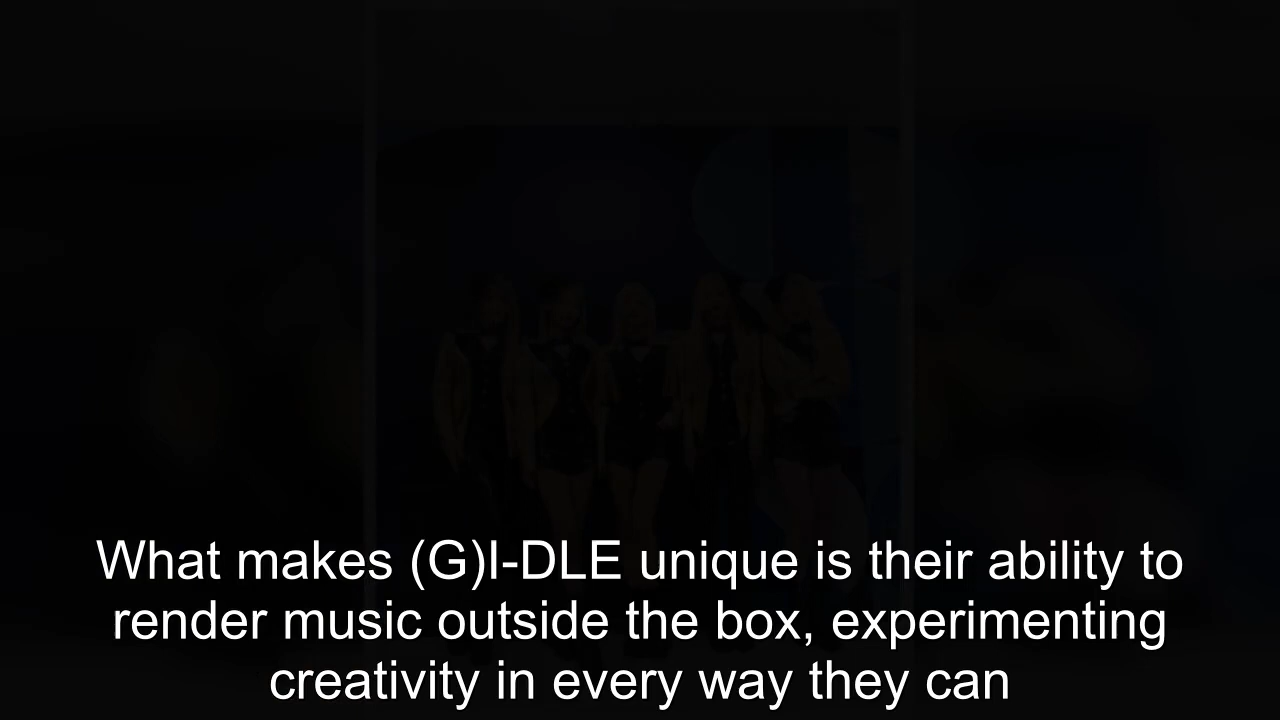 What makes (G)I-DLE unique is their ability to
render music outside the box, experimenting
creativity in every way they can